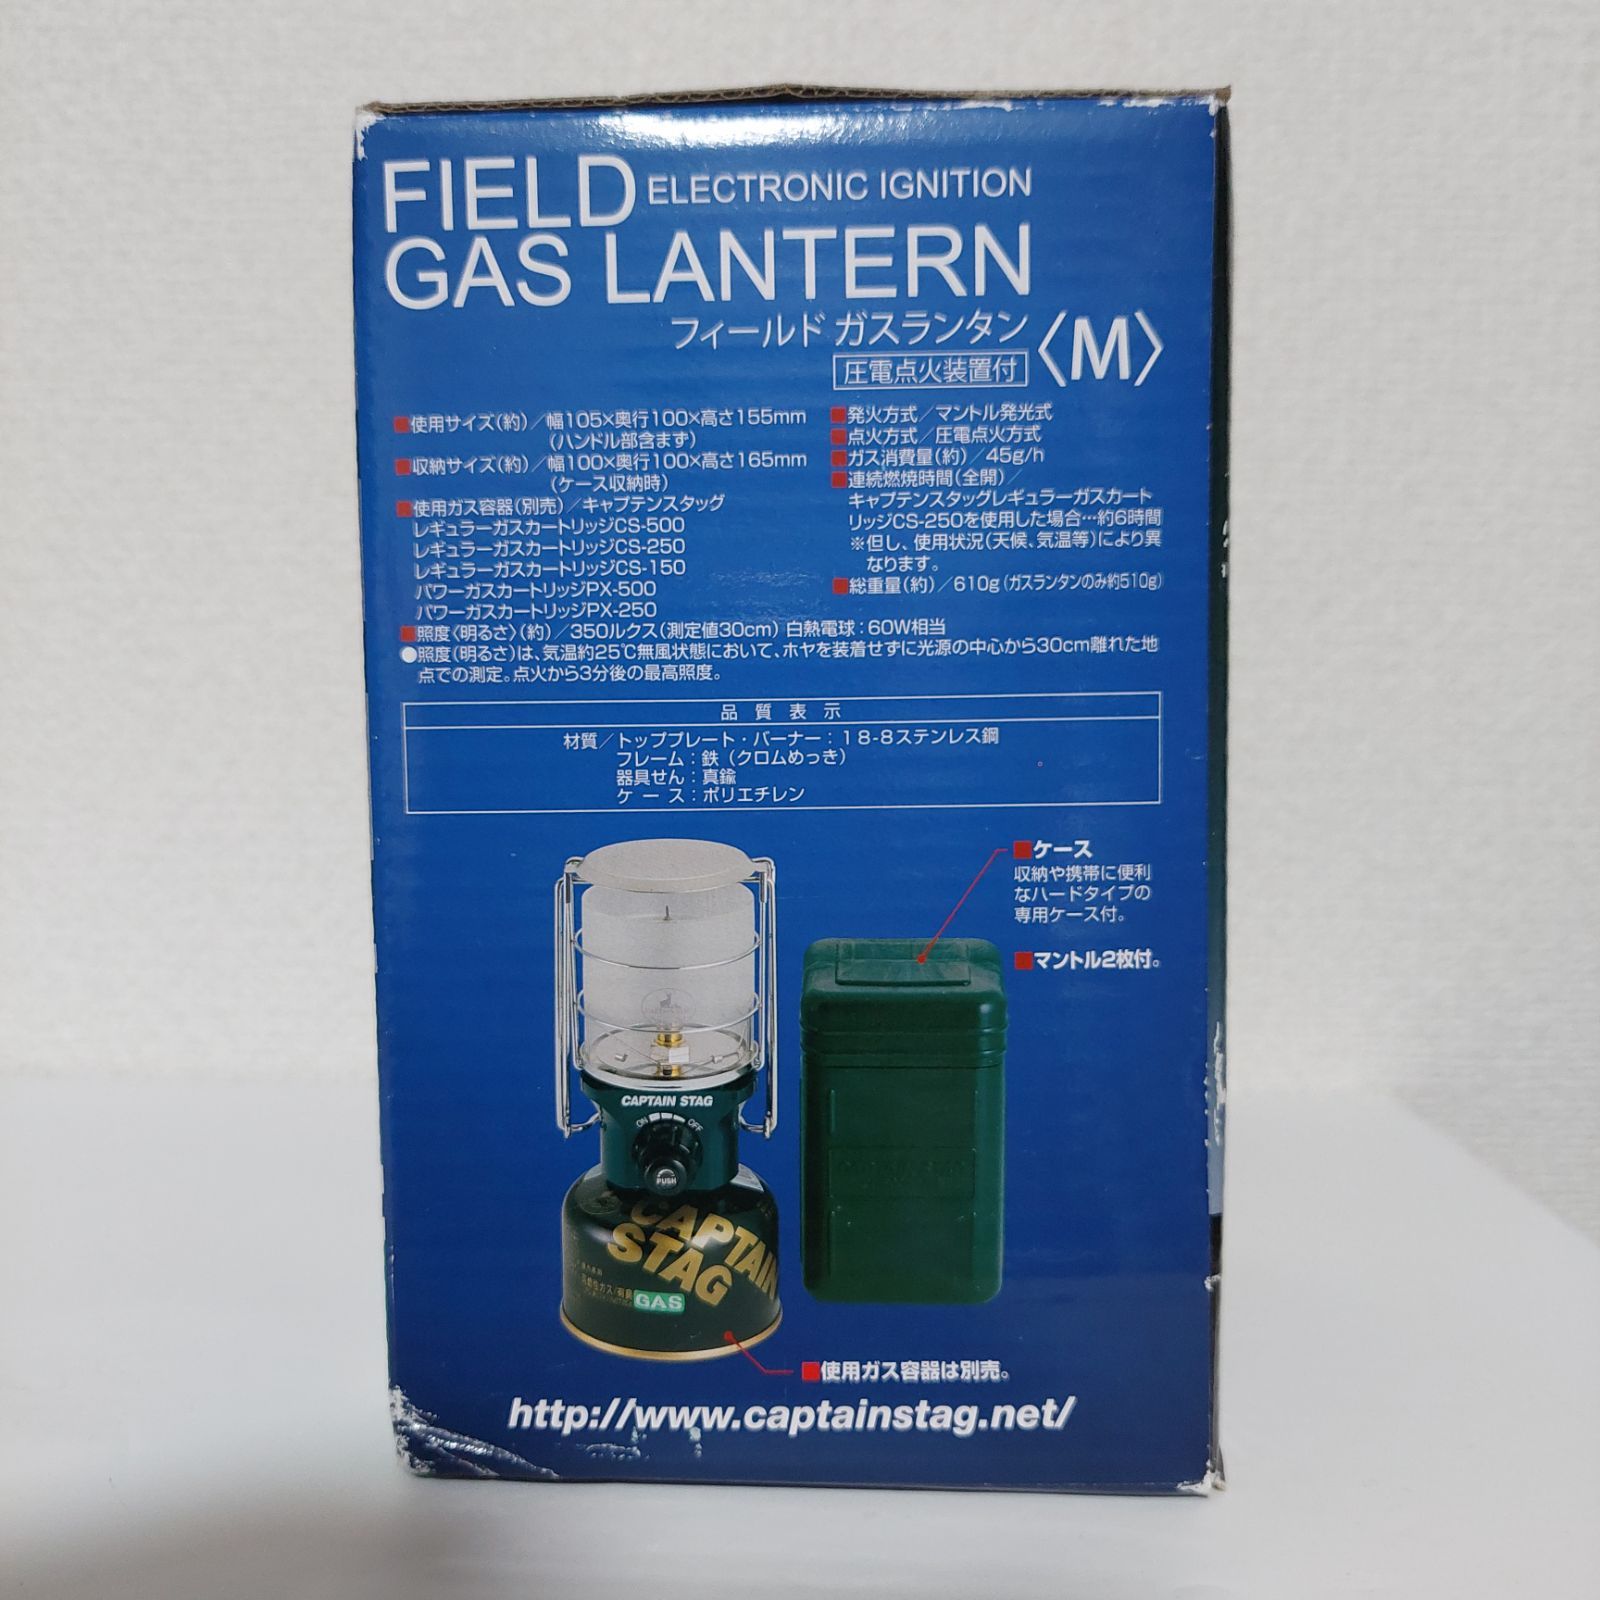 FIELD ELECTRONIC IGNITION
GAS LANTERN
フィールド ガスランタン
圧電点火装置付 〈M〉
■使用サイズ(約)／幅105×奥行100×高さ155mm
(ハンドル部含まず)
■収納サイズ(約)／幅100×奥行100×高さ165mm
(ケース収納時)
■使用ガス容器(別売)／キャプテンスタッグ
レギュラーガスカートリッジCS-500
レギュラーガスカートリッジCS-250
レギュラーガスカートリッジCS-150
パワーガスカートリッジPX-500
パワーガスカートリッジPX-250
■発火方式／マントル発光式
■点火方式／圧電点火方式
■ガス消費量(約)／45g/h
■連続燃焼時間(全開)／
キャプテンスタッグレギュラーガスカート
リッジCS-250を使用した場合…約6時間
※但し、使用状況(天候、気温等)により異
なります。
■総重量(約)／610g(ガスランタンのみ約510g)
■照度〈明るさ〉(約)／350ルクス(測定値30cm) 白熱電球：60W相当
●照度(明るさ)は、気温約25℃無風状態において、ホヤを装着せずに光源の中心から30cm離れた地
点での測定。点火から3分後の最高照度。
品質表示
材質／トッププレート・バーナー：18-8ステンレス鋼
フレーム：鉄（クロムめっき）
器具せん：真鍮
ケース：ポリエチレン
■ケース
収納や携帯に便利
なハードタイプの
専用ケース付。
■マントル2枚付。
CAPTAIN STAG
ON OFF
PUSH
CAPTAIN
STAG
GAS
■使用ガス容器は別売。
http://www.captainstag.net/